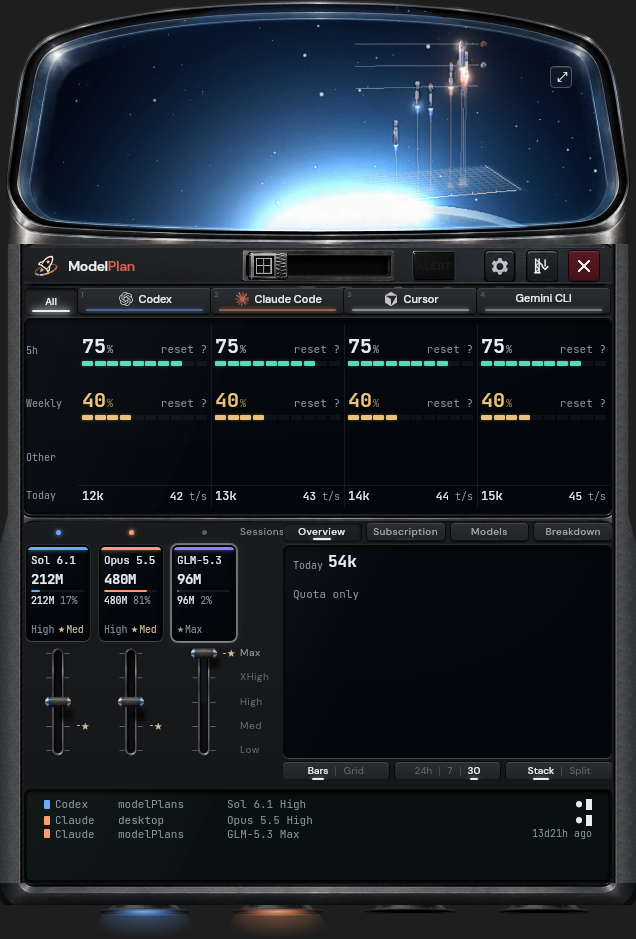 ModelPlan ALERT
All 1 Codex 2 Claude Code 3 Cursor 4 Gemini CLI
5h 75% reset ? 75% reset ? 75% reset ? 75% reset ?
Weekly 40% reset ? 40% reset ? 40% reset ? 40% reset ?
Other
Today 12k 42 t/s 13k 43 t/s 14k 44 t/s 15k 45 t/s
Sessions Overview Subscription Models Breakdown
Sol 6.1 Opus 5.5 GLM-5.3
212M 480M 96M
212M 17% 480M 81% 96M 2%
High ★Med High ★Med ★Max
Today 54k
Quota only
-★ Max
XHigh
High
-★ -★ Med
Low
Bars | Grid 24h | 7 | 30 Stack | Split
Codex modelPlans Sol 6.1 High
Claude desktop Opus 5.5 High
Claude modelPlans GLM-5.3 Max 13d21h ago